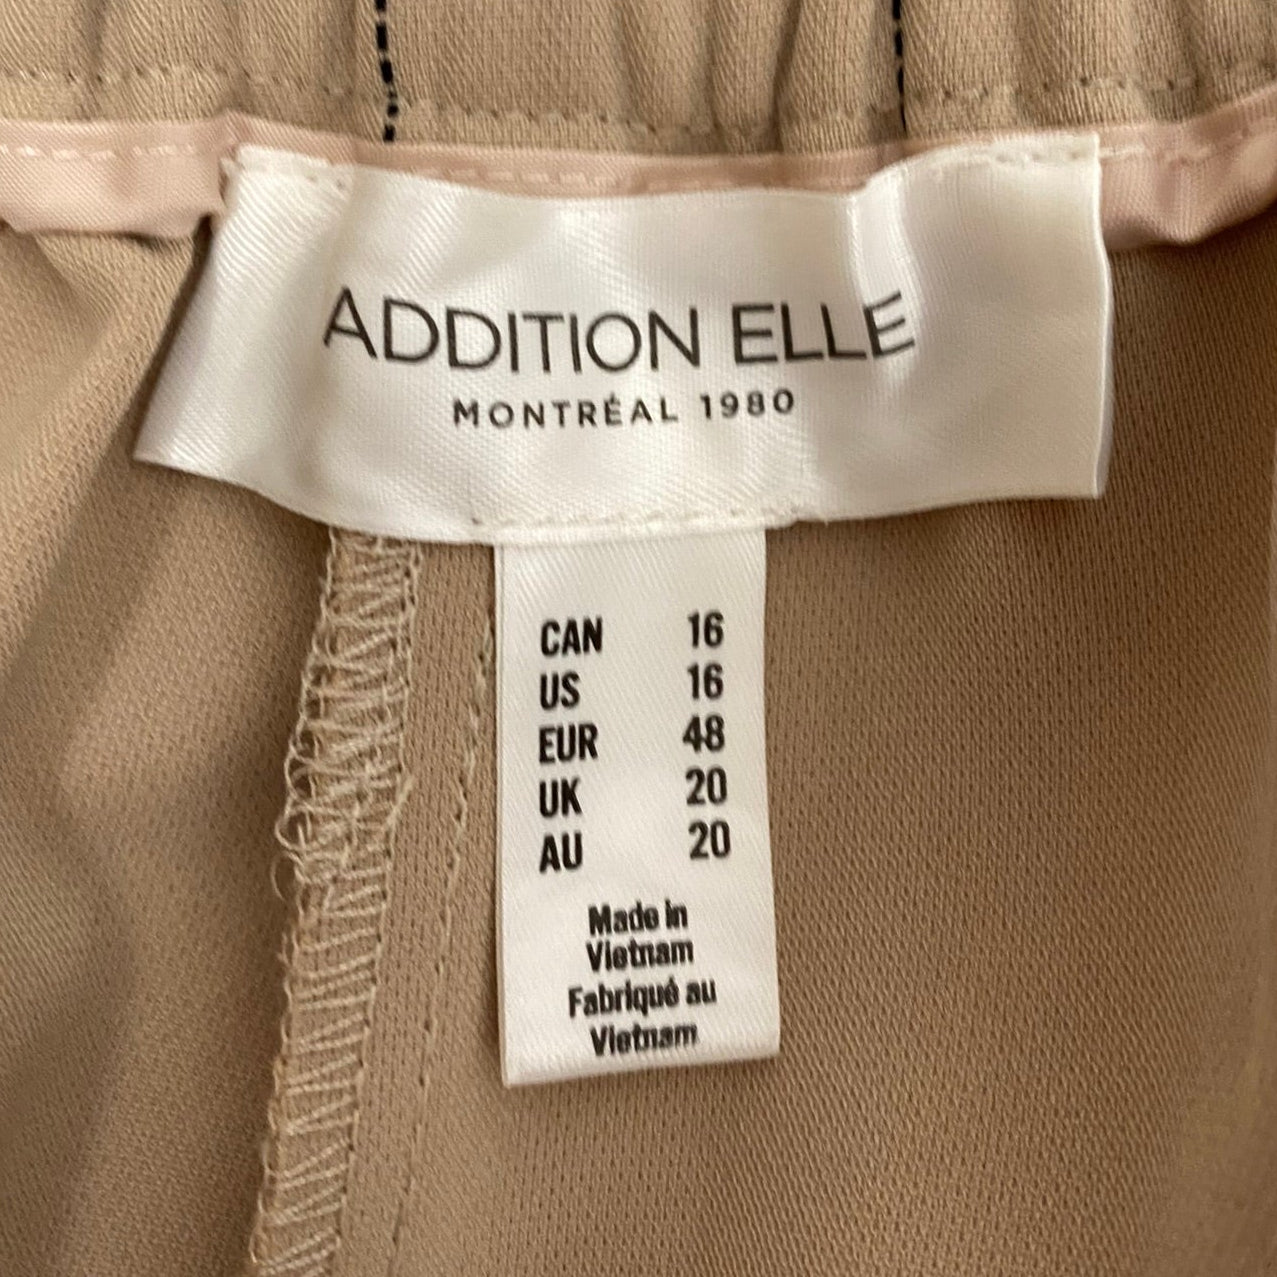 ADDITION ELLE
MONTRÉAL 1980
CAN 16
US 16
EUR 48
UK 20
AU 20
Made in
Vietnam
Fabriqué au
Vietnam